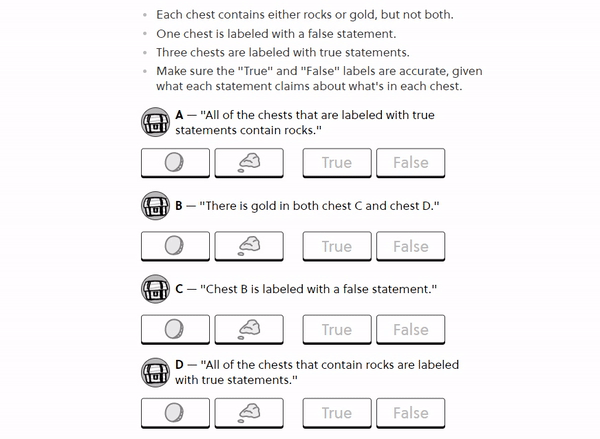 Each chest contains either rocks or gold, but not both.
One chest is labeled with a false statement.
Three chests are labeled with true statements.
Make sure the "True" and "False" labels are accurate, given
what each statement claims about what's in each chest.
A — "All of the chests that are labeled with true
statements contain rocks."
True False
B — "There is gold in both chest C and chest D."
True False
C — "Chest B is labeled with a false statement."
True False
D — "All of the chests that contain rocks are labeled
with true statements."
True False